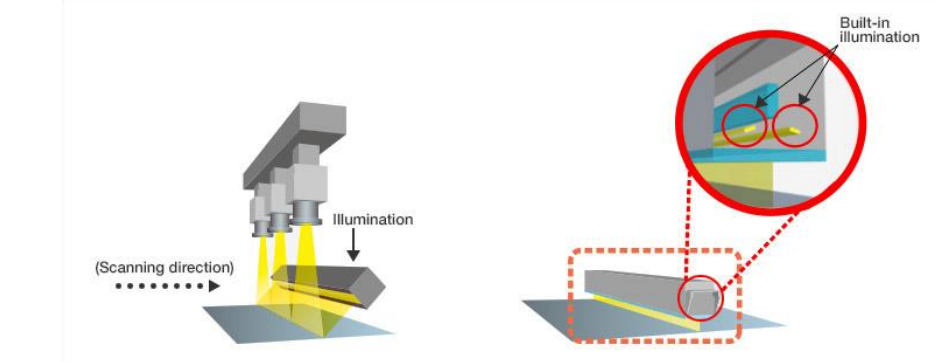 Built-in
illumination
Illumination
(Scanning direction)